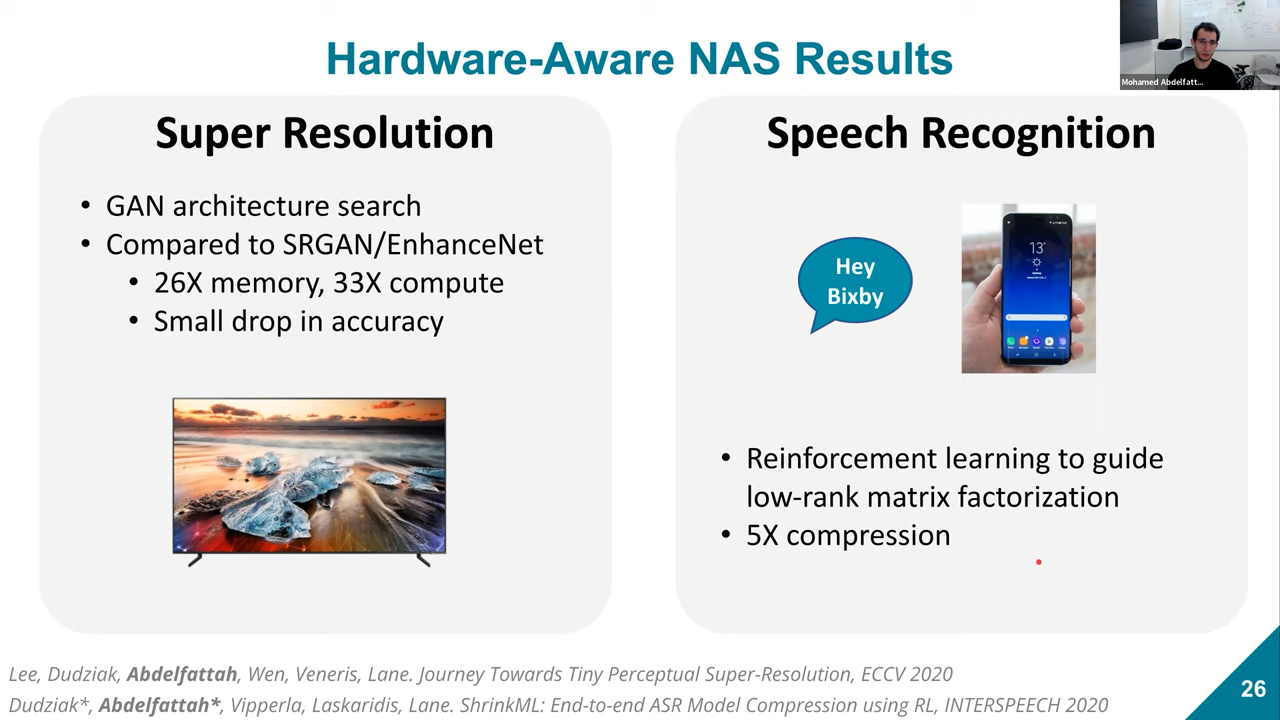 Hardware-Aware NAS Results
Mohamed Abdelfatt...
Super Resolution
• GAN architecture search
• Compared to SRGAN/EnhanceNet
• 26X memory, 33X compute
• Small drop in accuracy
Speech Recognition
Hey
Bixby
13°
• Reinforcement learning to guide
low-rank matrix factorization
• 5X compression
Lee, Dudziak, Abdelfattah, Wen, Veneris, Lane. Journey Towards Tiny Perceptual Super-Resolution, ECCV 2020
Dudziak*, Abdelfattah*, Vipperla, Laskaridis, Lane. ShrinkML: End-to-end ASR Model Compression using RL, INTERSPEECH 2020
26